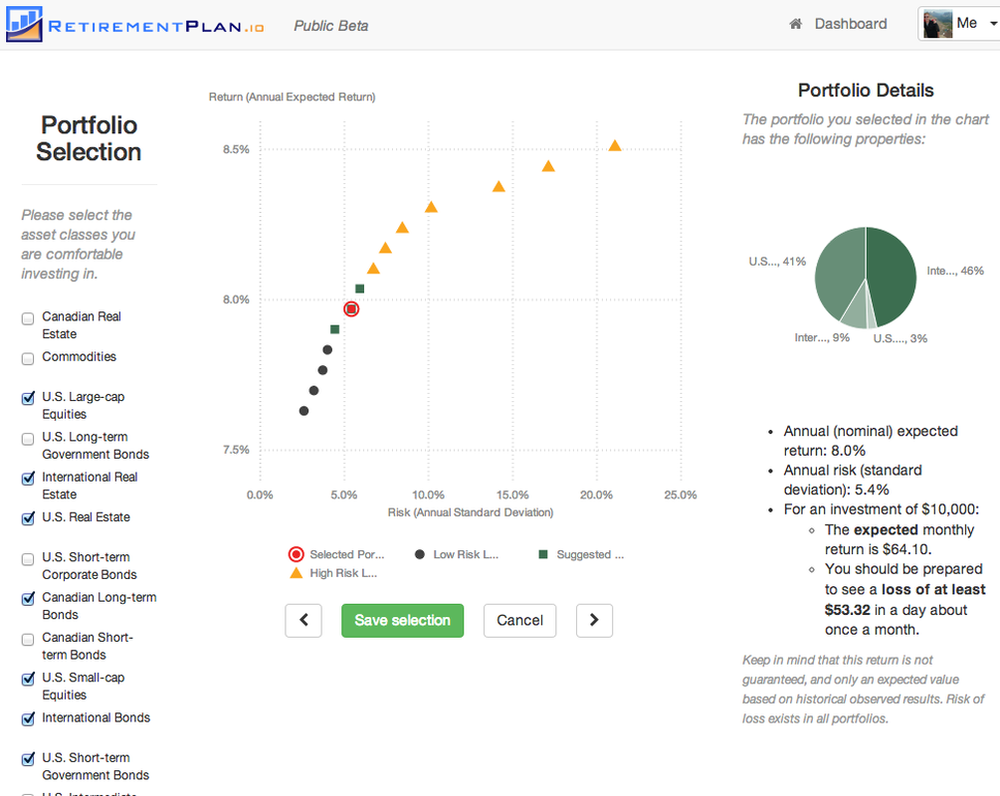 RETIREMENTPLAN.IO
Public Beta
Dashboard
Me
Portfolio
Selection
Please select the
asset classes you
are comfortable
investing in.
Canadian Real
Estate
Commodities
U.S. Large-cap
Equities
U.S. Long-term
Government Bonds
International Real
Estate
U.S. Real Estate
U.S. Short-term
Corporate Bonds
Canadian Long-term
Bonds
Canadian Short-
term Bonds
U.S. Small-cap
Equities
International Bonds
U.S. Short-term
Government Bonds
U.S. Intermediate
Return (Annual Expected Return)
8.5%
8.0%
7.5%
0.0%
5.0%
10.0%
15.0%
20.0%
25.0%
Risk (Annual Standard Deviation)
Selected Por...
Low Risk L...
Suggested ...
High Risk L...
Save selection
Cancel
Portfolio Details
The portfolio you selected in the chart
has the following properties:
U.S..., 41%
Inte..., 46%
Inter..., 9%
U.S...., 3%
Annual (nominal) expected
return: 8.0%
Annual risk (standard
deviation): 5.4%
For an investment of $10,000:
The expected monthly
return is $64.10.
You should be prepared
to see a loss of at least
$53.32 in a day about
once a month.
Keep in mind that this return is not
guaranteed, and only an expected value
based on historical observed results. Risk of
loss exists in all portfolios.